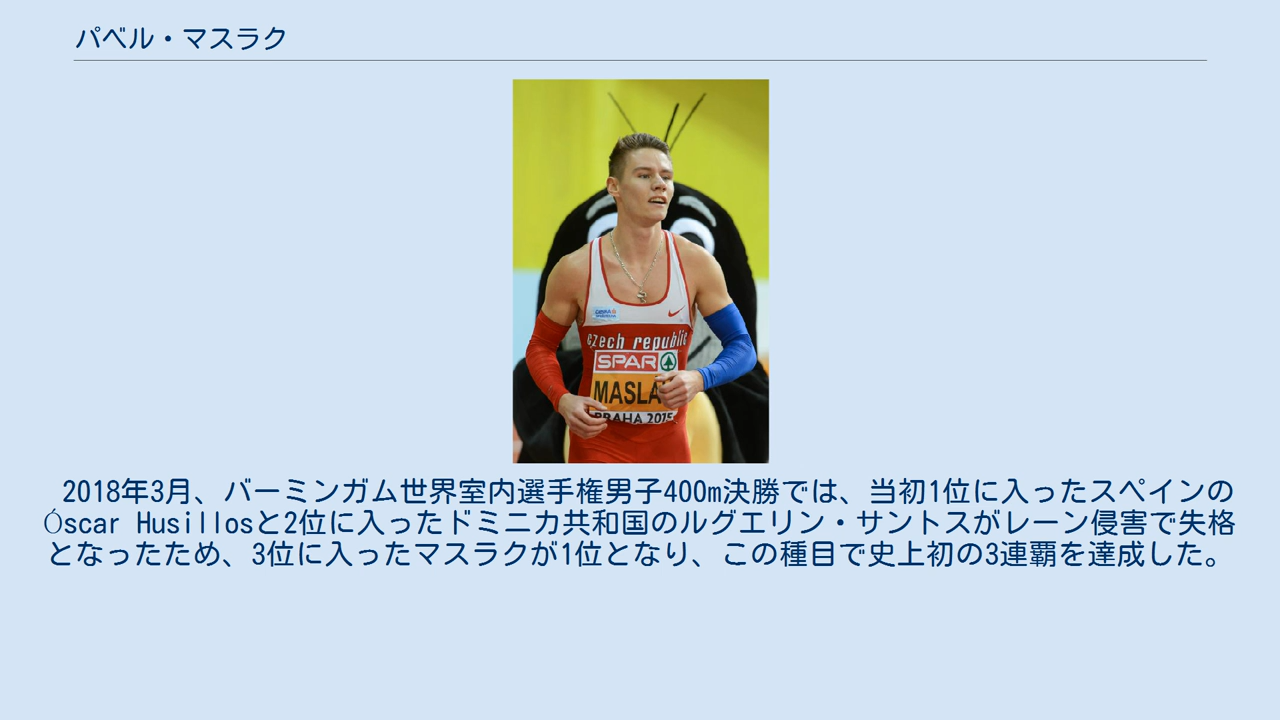 パベル・マスラク
czech republic
SPAR
MASLA
PRAHA 2015
2018年3月、バーミンガム世界室内選手権男子400m決勝では、当初1位に入ったスペインの
Óscar Husillosと2位に入ったドミニカ共和国のルグエリン・サントスがレーン侵害で失格
となったため、3位に入ったマスラクが1位となり、この種目で史上初の3連覇を達成した。